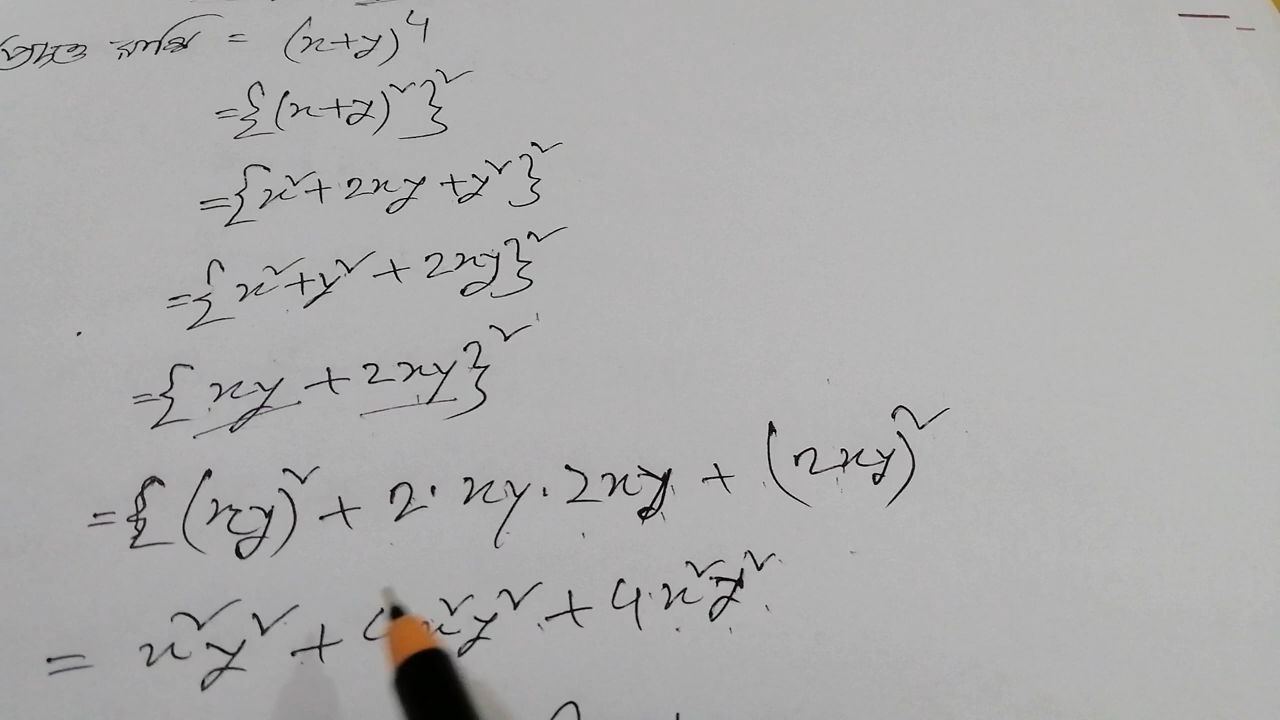 প্রদত্ত রাশি = (x+y)⁴
={(x+y)²}²
={x²+2xy+y²}²
={x²+y²+2xy}²
={xy+2xy}²
={(xy)²+2·xy·2xy+(2xy)²
= x²y²+4x²y²+4x²y²